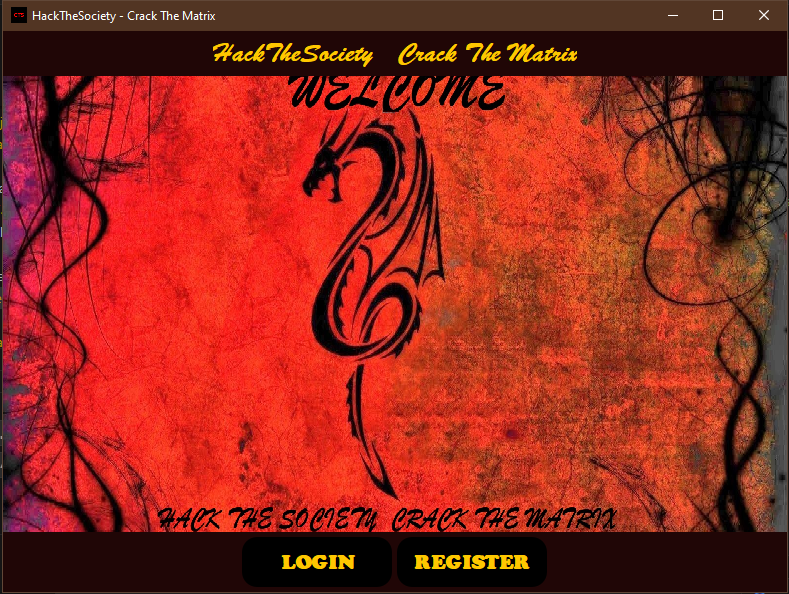 HackTheSociety - Crack The Matrix
HackTheSociety Crack The Matrix
WELCOME
HACK THE SOCIETY CRACK THE MATRIX
LOGIN REGISTER